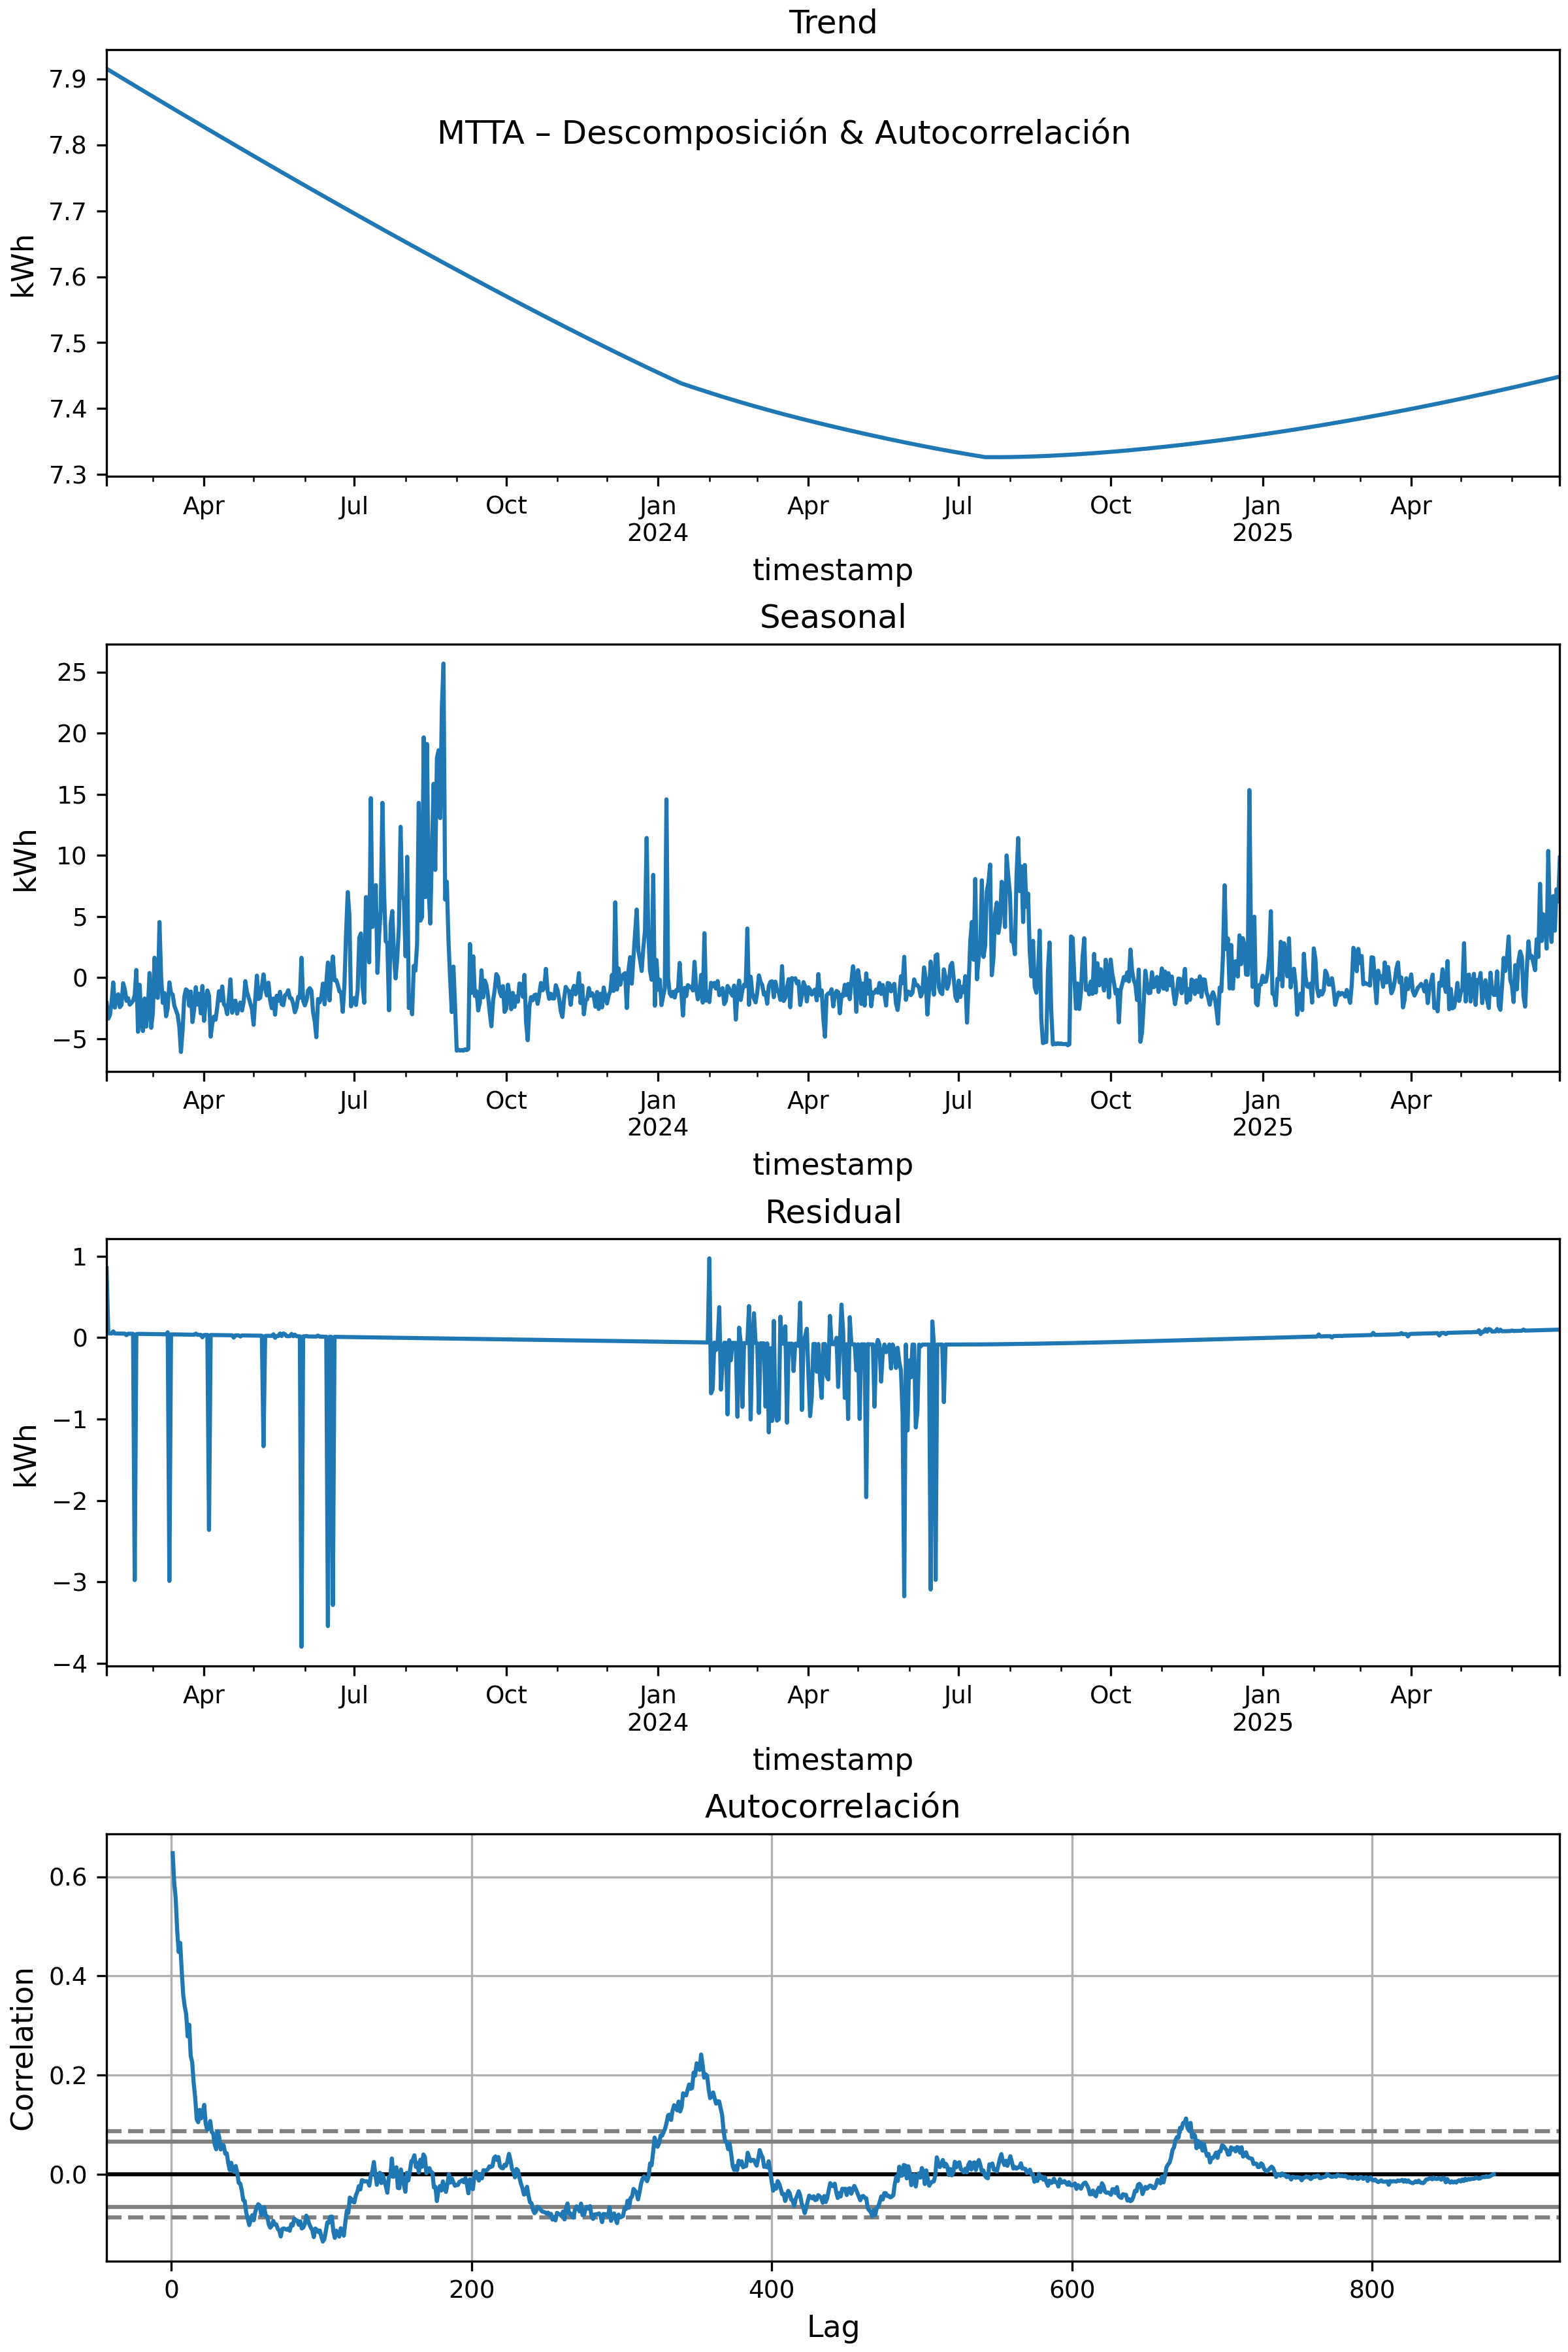 Trend
MTTA – Descomposición & Autocorrelación
kWh
7.9
7.8
7.7
7.6
7.5
7.4
7.3
Apr Jul Oct Jan Apr Jul Oct Jan Apr
2024 2025
timestamp
Seasonal
kWh
25
20
15
10
5
0
−5
Apr Jul Oct Jan Apr Jul Oct Jan Apr
2024 2025
timestamp
Residual
kWh
1
0
−1
−2
−3
−4
Apr Jul Oct Jan Apr Jul Oct Jan Apr
2024 2025
timestamp
Autocorrelación
Correlation
0.6
0.4
0.2
0.0
0 200 400 600 800
Lag